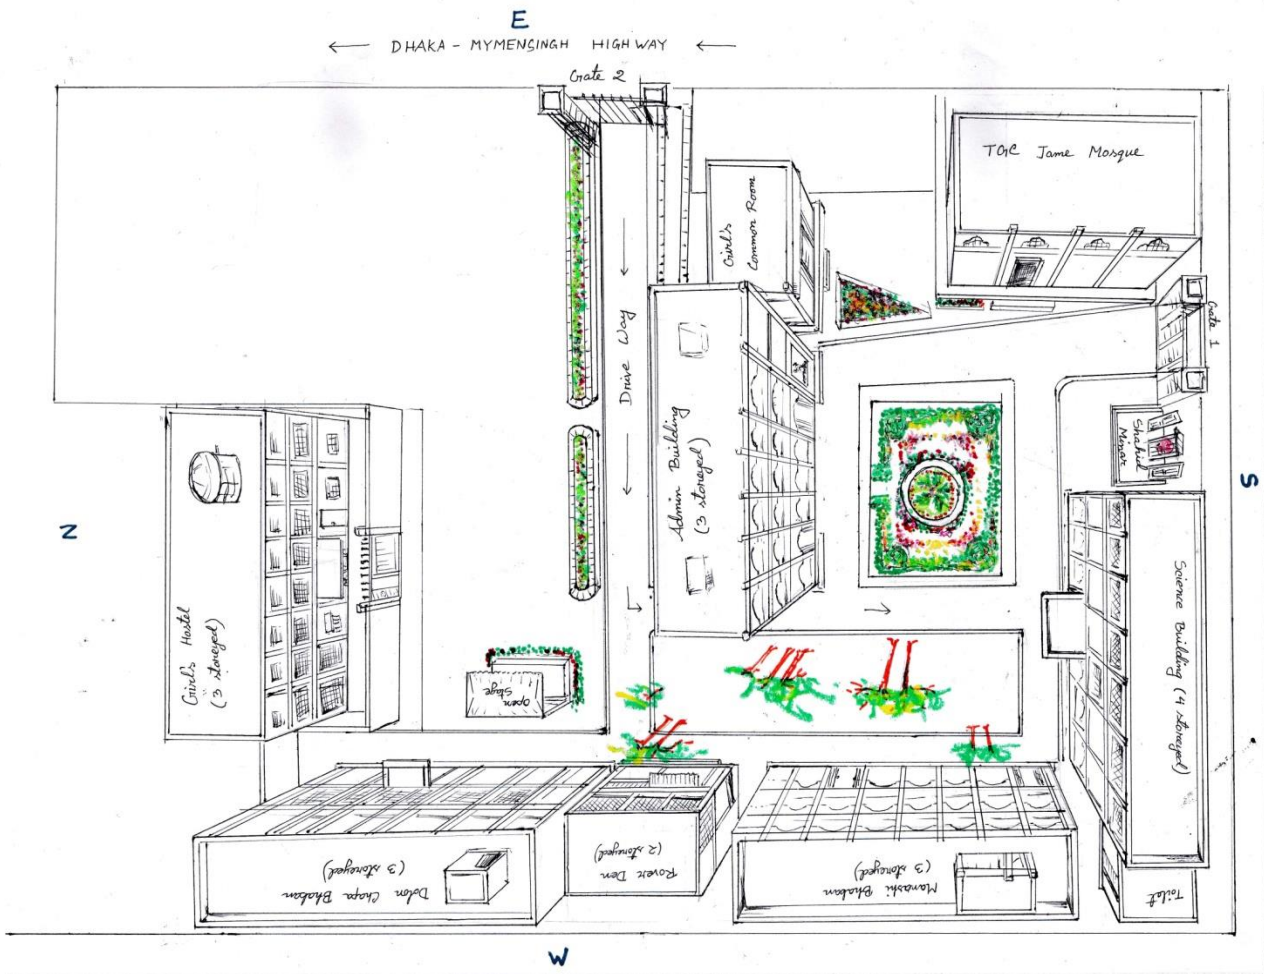 E
← DHAKA - MYMENSINGH HIGHWAY ←
Gate 2
TGC Jame Mosque
Girl's
Common Room
Gate 1
Drive Way
Admin Building
(3 storeyed)
Shahid
Minar
S
N
Girl's Hostel
(3 storeyed)
Science Building (4 storeyed)
Open
Stage
Dolon Chapa Bhaban
(3 storeyed)
Rover Den
(2 storeyed)
Manashi Bhaban
(3 storeyed)
Toilet
W